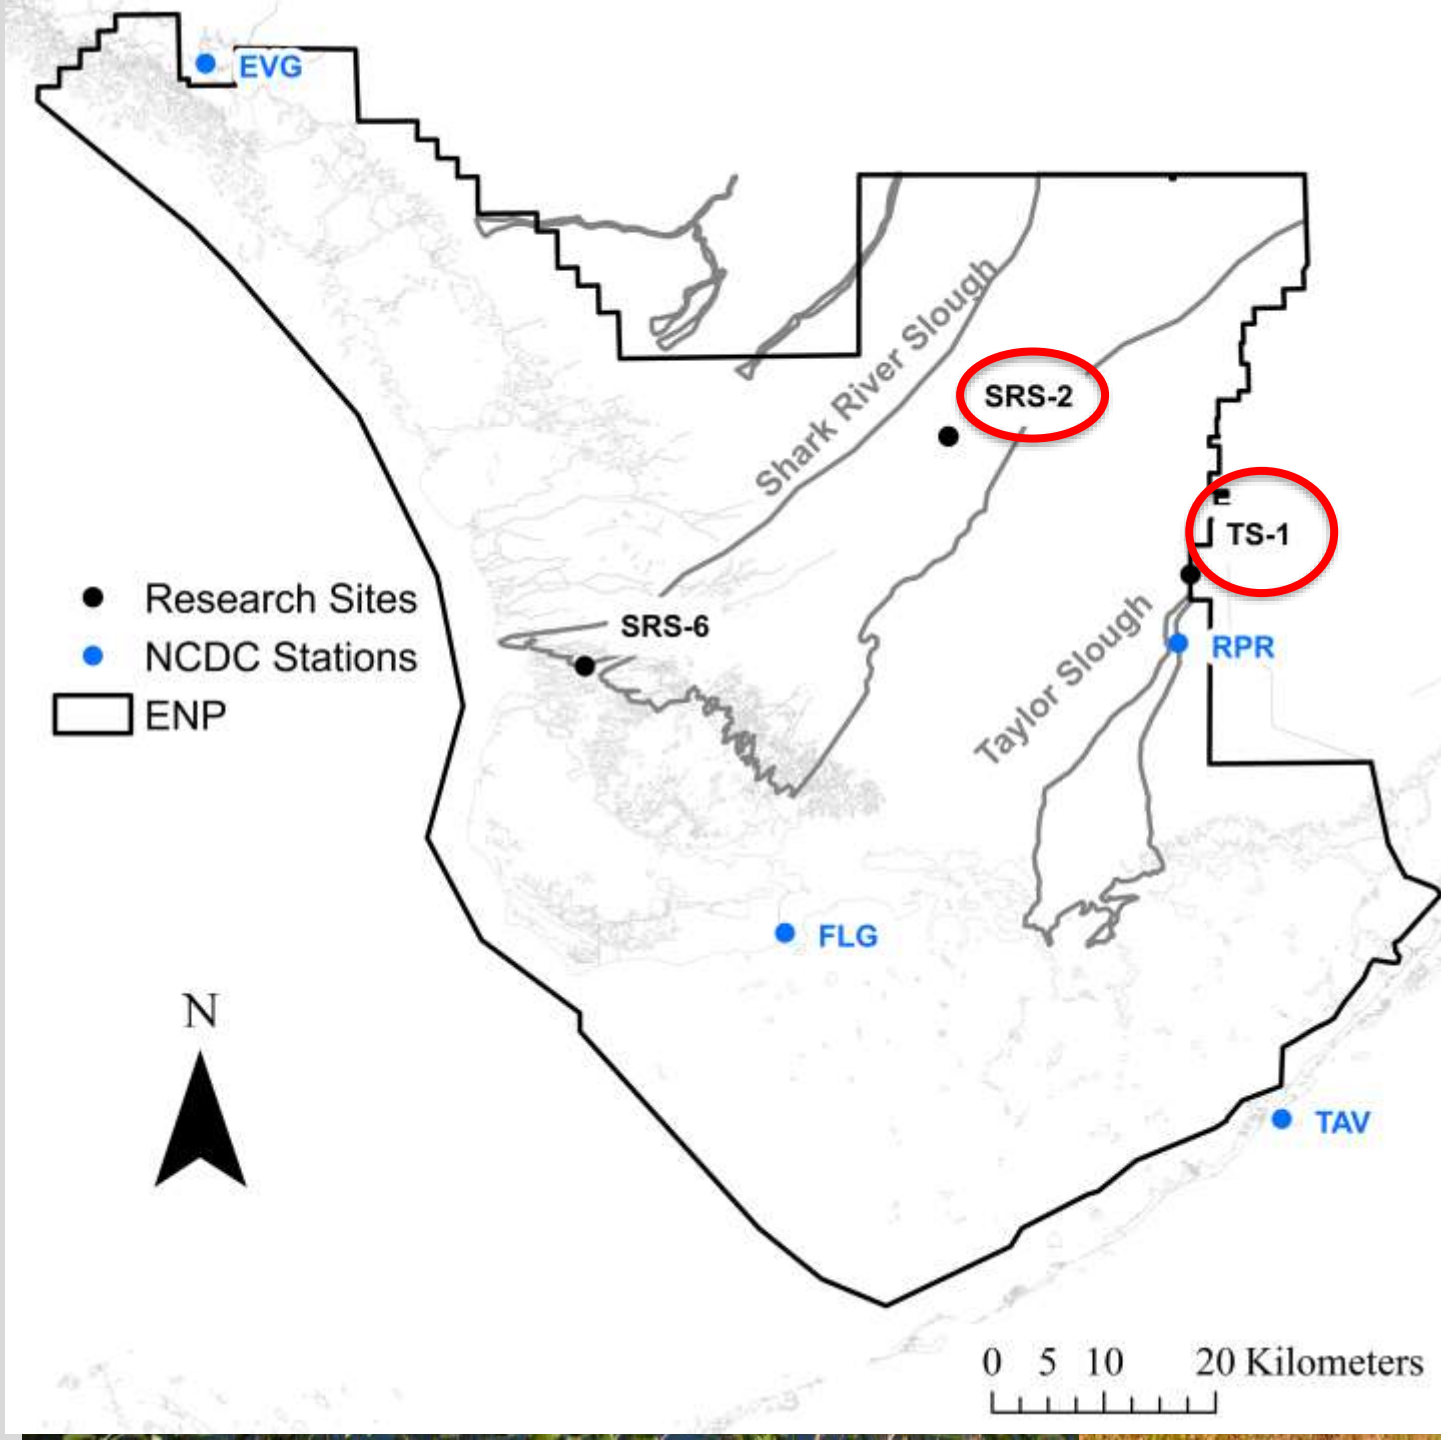 EVG
Shark River Slough
SRS-2
TS-1
Research Sites
NCDC Stations
ENP
SRS-6
RPR
Taylor Slough
FLG
N
TAV
0 5 10 20 Kilometers